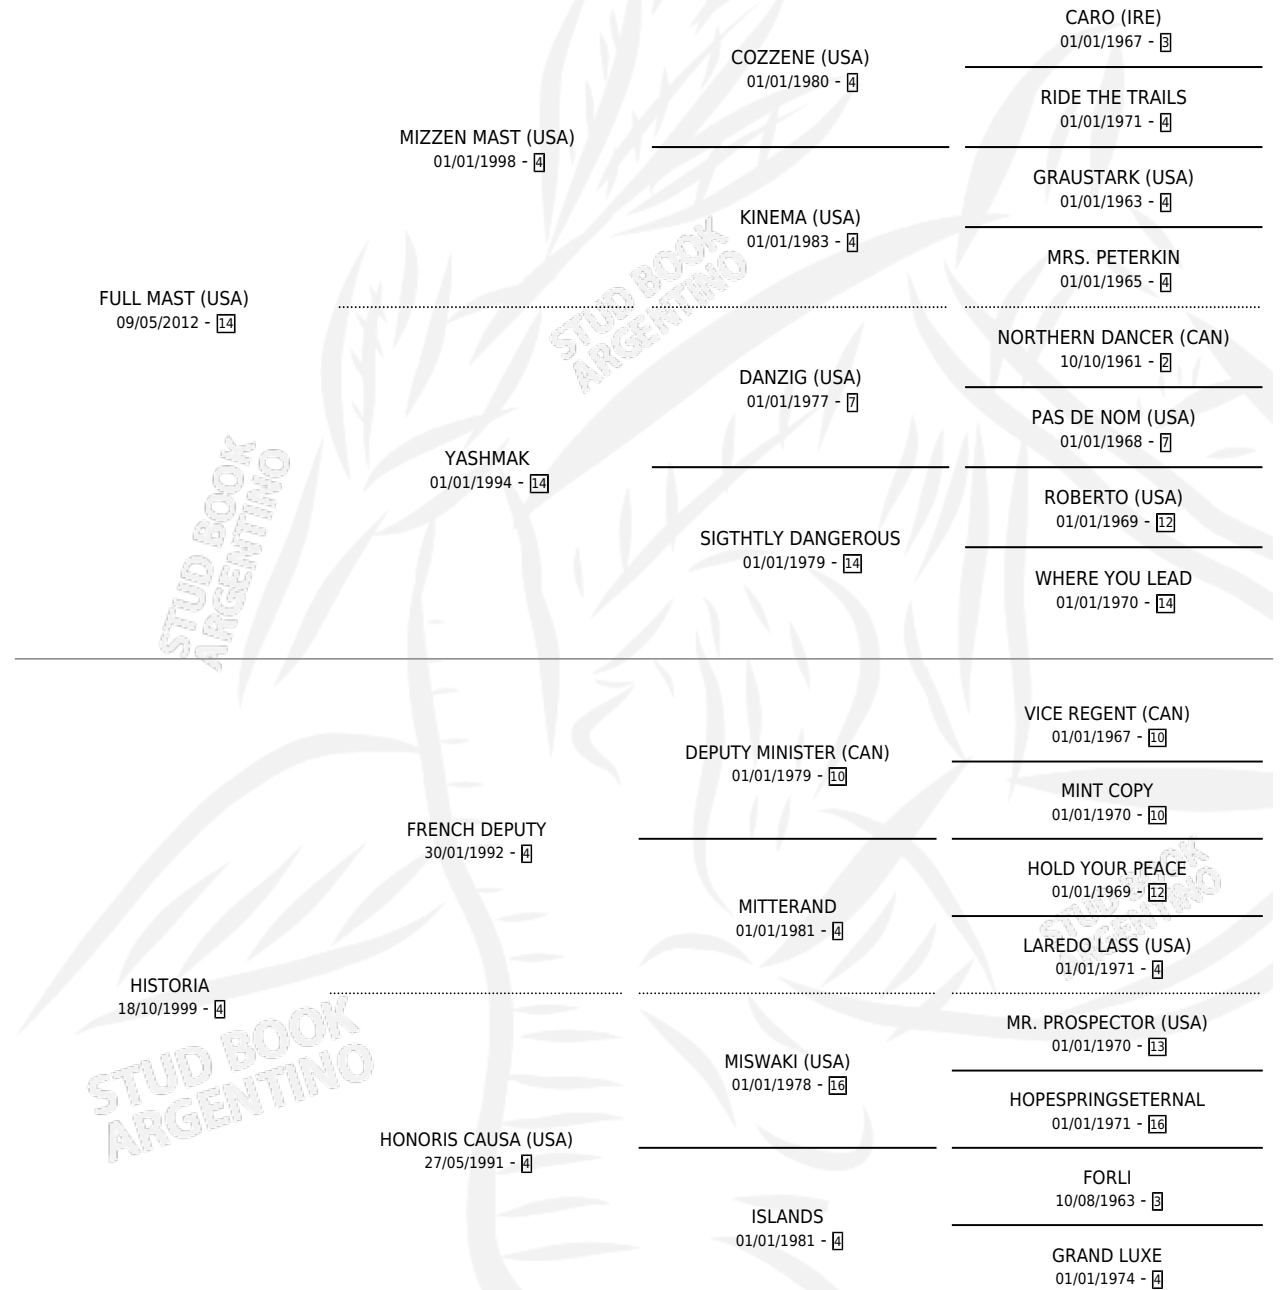 FULL MAST (USA)
09/05/2012 - 14
MIZZEN MAST (USA)
01/01/1998 - 4
YASHMAK
01/01/1994 - 14
COZZENE (USA)
01/01/1980 - 4
KINEMA (USA)
01/01/1983 - 4
DANZIG (USA)
01/01/1977 - 7
SIGTHTLY DANGEROUS
01/01/1979 - 14
CARO (IRE)
01/01/1967 - 3
RIDE THE TRAILS
01/01/1971 - 4
GRAUSTARK (USA)
01/01/1963 - 4
MRS. PETERKIN
01/01/1965 - 4
NORTHERN DANCER (CAN)
10/10/1961 - 2
PAS DE NOM (USA)
01/01/1968 - 7
ROBERTO (USA)
01/01/1969 - 12
WHERE YOU LEAD
01/01/1970 - 14
HISTORIA
18/10/1999 - 4
FRENCH DEPUTY
30/01/1992 - 4
HONORIS CAUSA (USA)
27/05/1991 - 4
DEPUTY MINISTER (CAN)
01/01/1979 - 10
MITTERAND
01/01/1981 - 4
MISWAKI (USA)
01/01/1978 - 16
ISLANDS
01/01/1981 - 4
VICE REGENT (CAN)
01/01/1967 - 10
MINT COPY
01/01/1970 - 10
HOLD YOUR PEACE
01/01/1969 - 12
LAREDO LASS (USA)
01/01/1971 - 4
MR. PROSPECTOR (USA)
01/01/1970 - 13
HOPESPRINGSETERNAL
01/01/1971 - 16
FORLI
10/08/1963 - 3
GRAND LUXE
01/01/1974 - 4
STUD BOOK
ARGENTINO
STUD BOOK
ARGENTINO
STUD BOOK
ARGENTINO
STUD BOOK
ARGENTINO